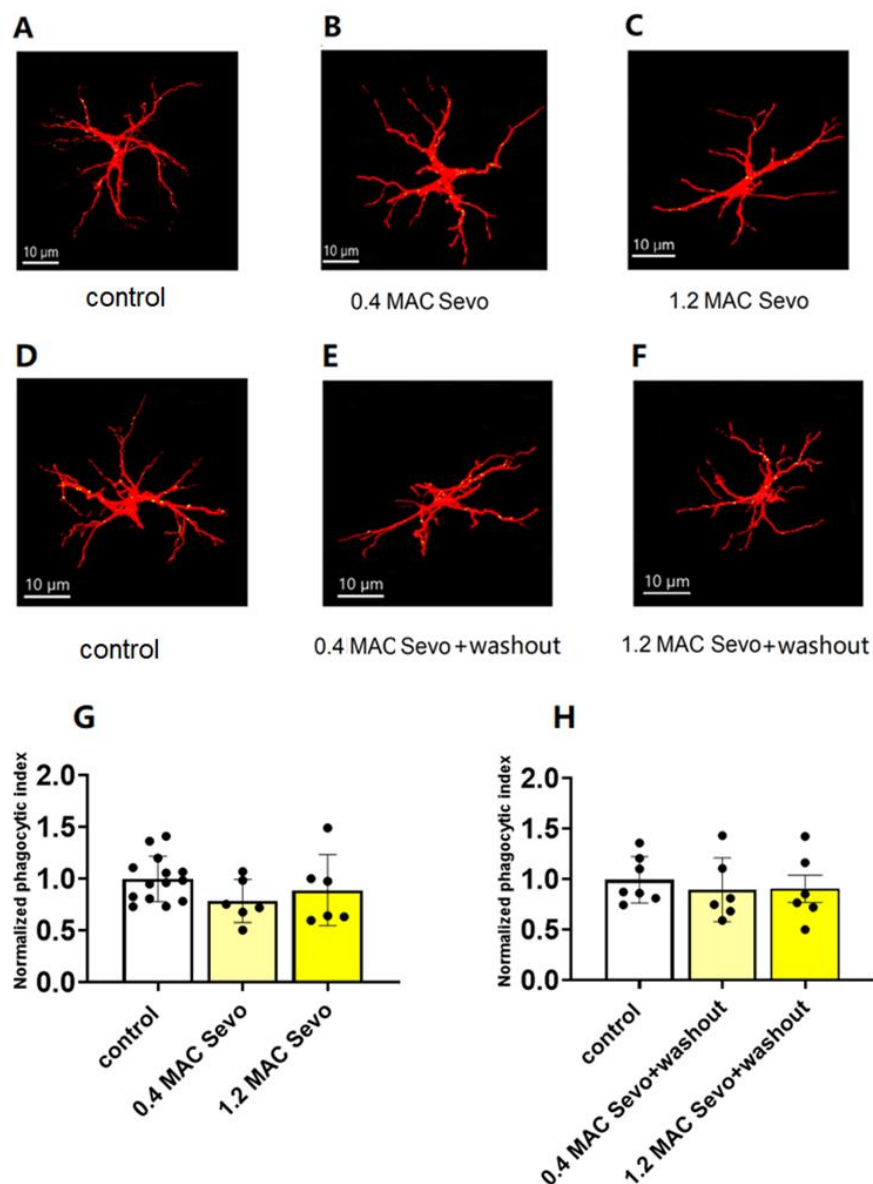 A
B
C
10 μm
10 μm
10 μm
control
0.4 MAC Sevo
1.2 MAC Sevo
D
E
F
10 μm
10 μm
10 μm
control
0.4 MAC Sevo+washout
1.2 MAC Sevo+washout
G
Normalized phagocytic index
2.0
1.5
1.0
0.5
0.0
control
0.4 MAC Sevo
1.2 MAC Sevo
H
Normalized phagocytic index
2.0
1.5
1.0
0.5
0.0
control
0.4 MAC Sevo+washout
1.2 MAC Sevo+washout